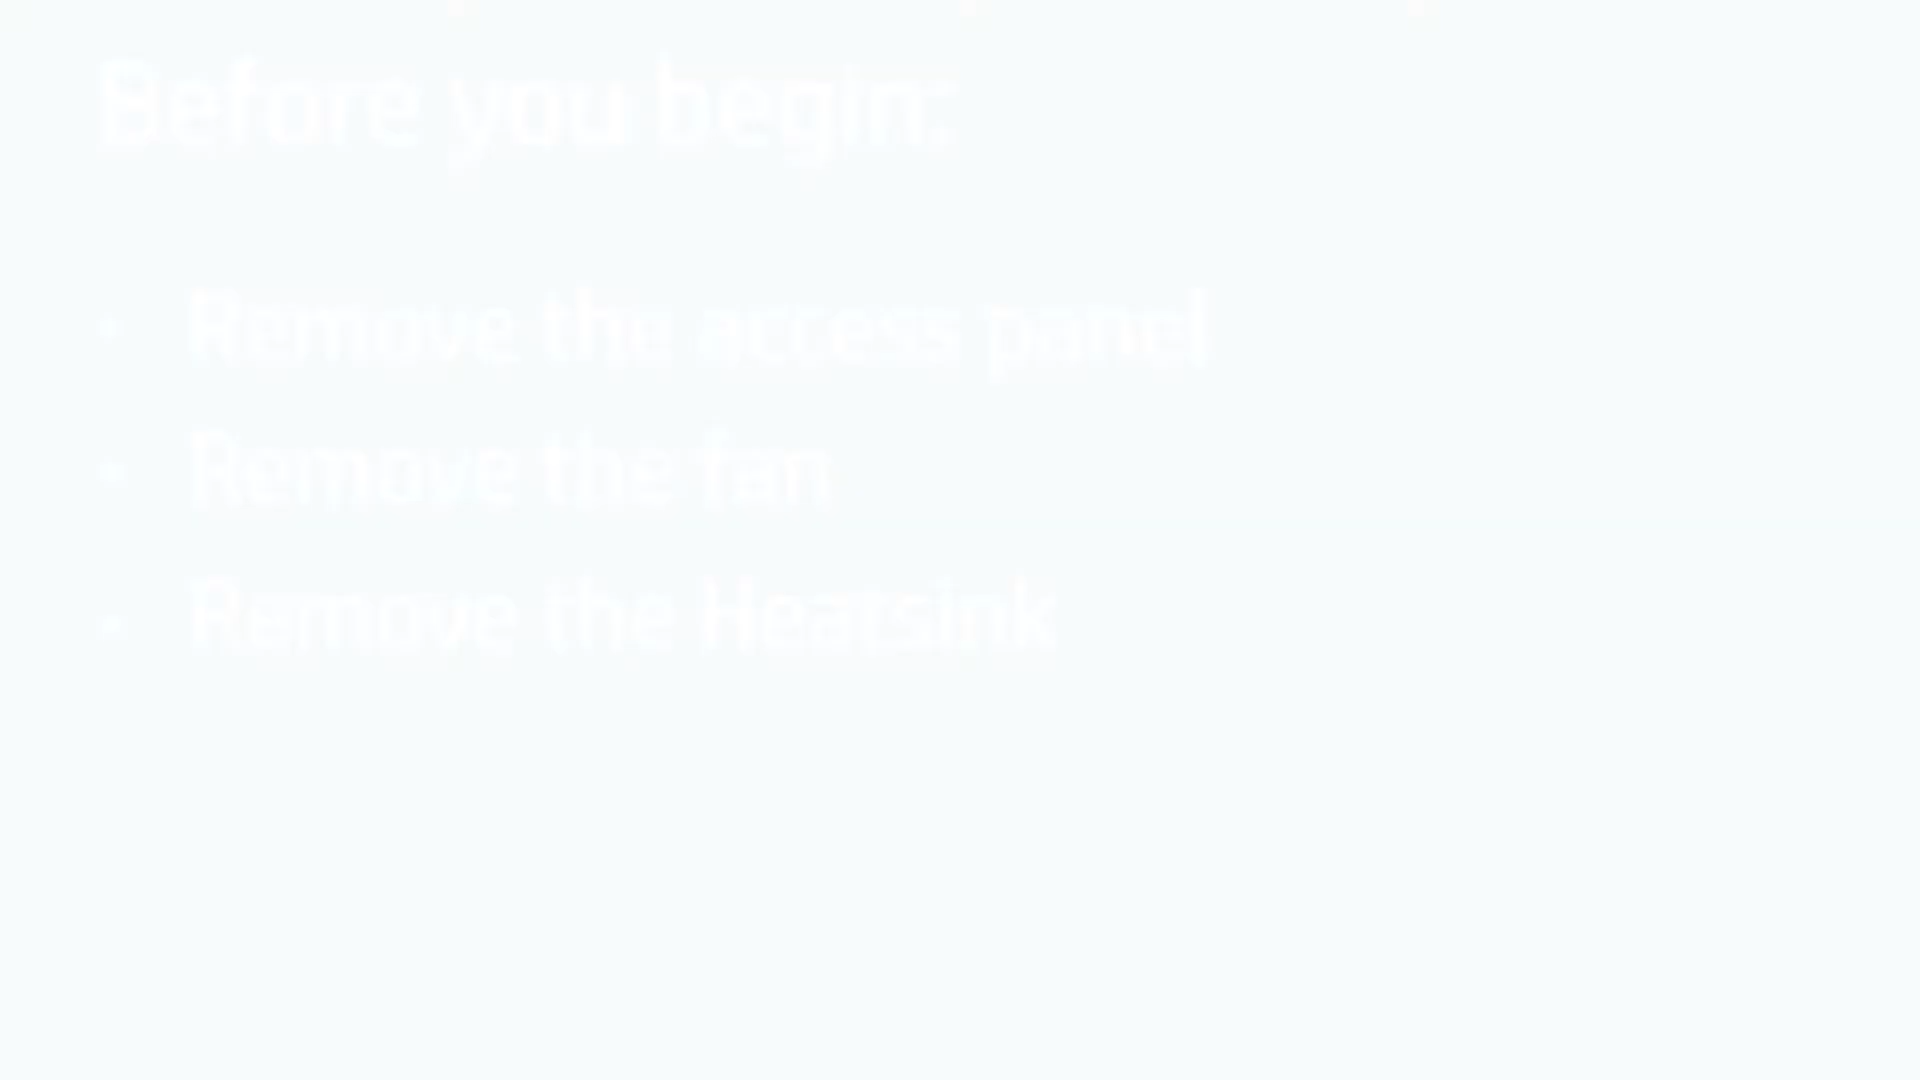 Before you begin:
• Remove the access panel
• Remove the fan
• Remove the Heatsink